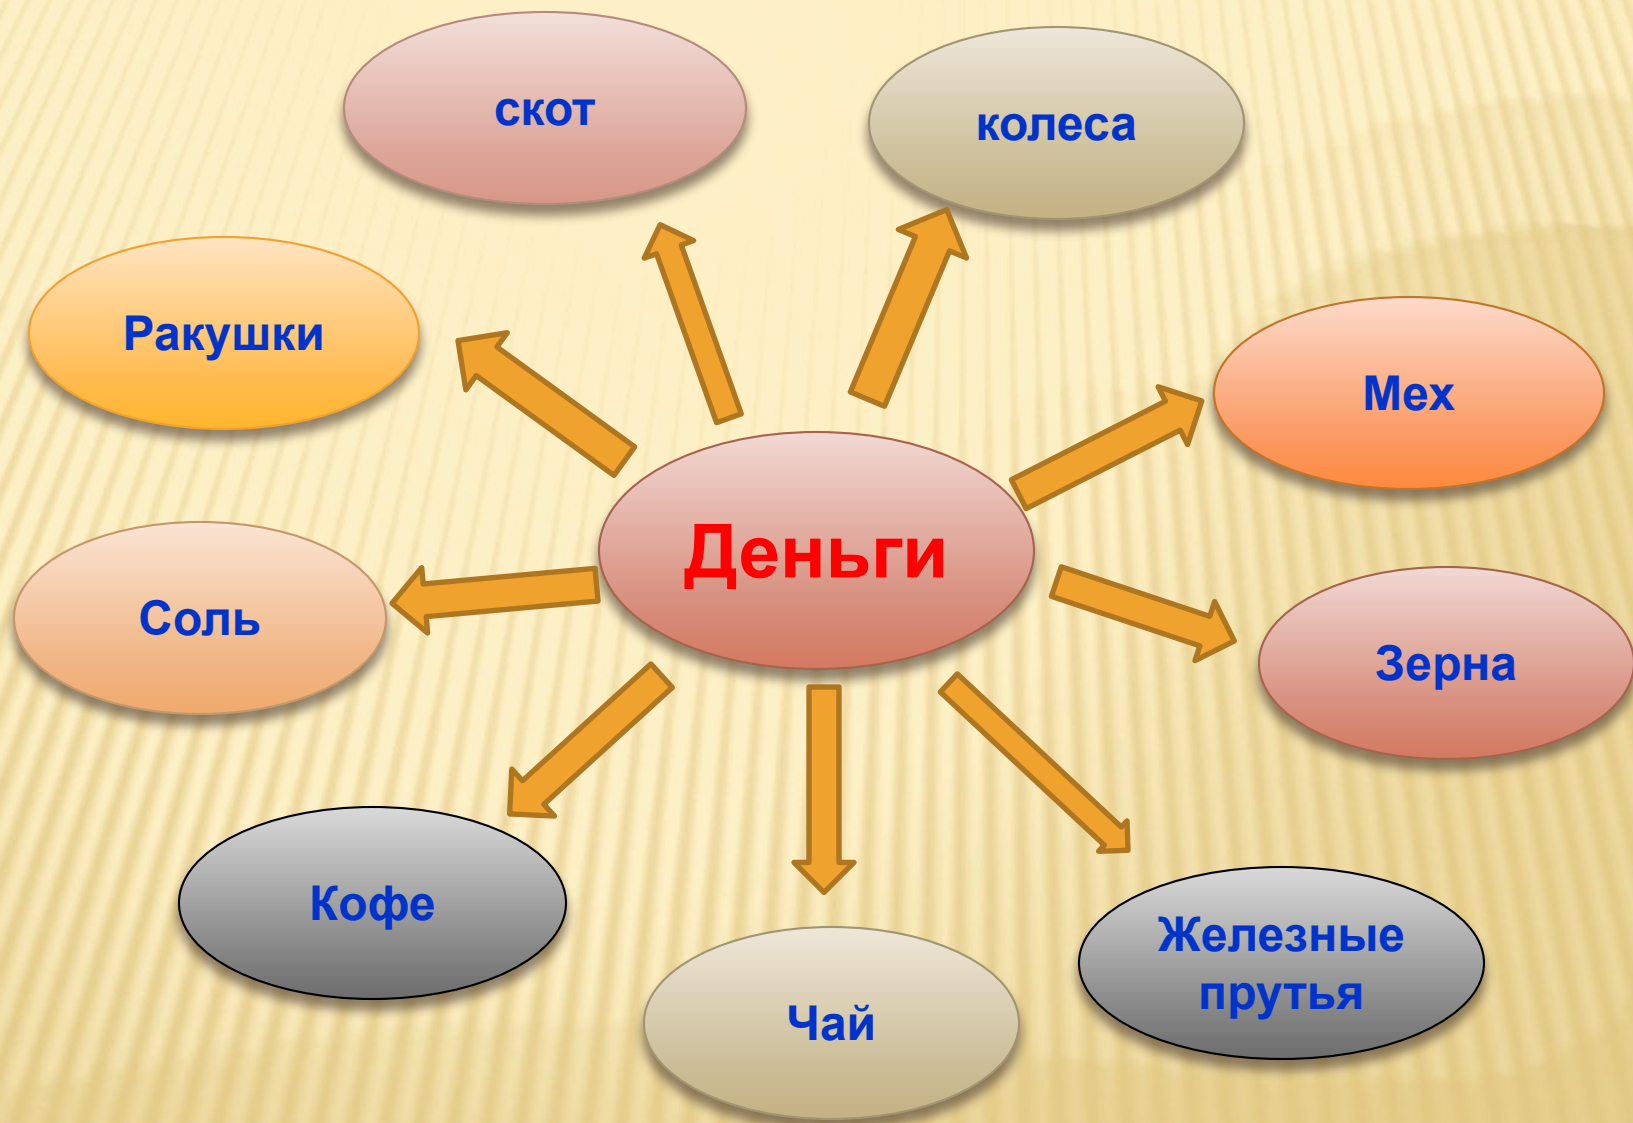 скот
колеса
Ракушки
Мех
Деньги
Соль
Зерна
Кофе
Железные
прутья
Чай